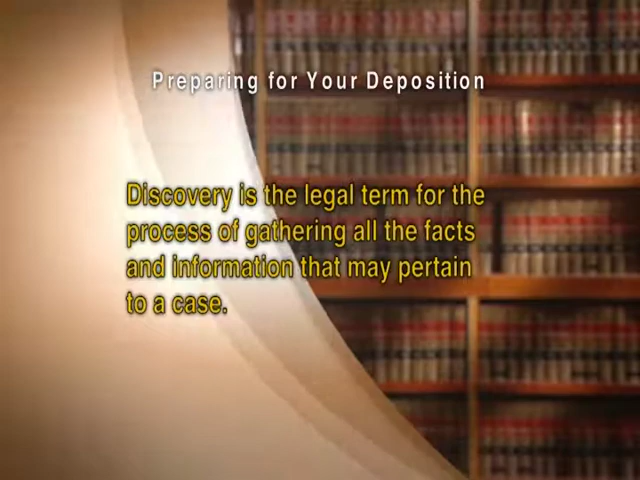 Preparing for Your Deposition
Discovery is the legal term for the
process of gathering all the facts
and information that may pertain
to a case.